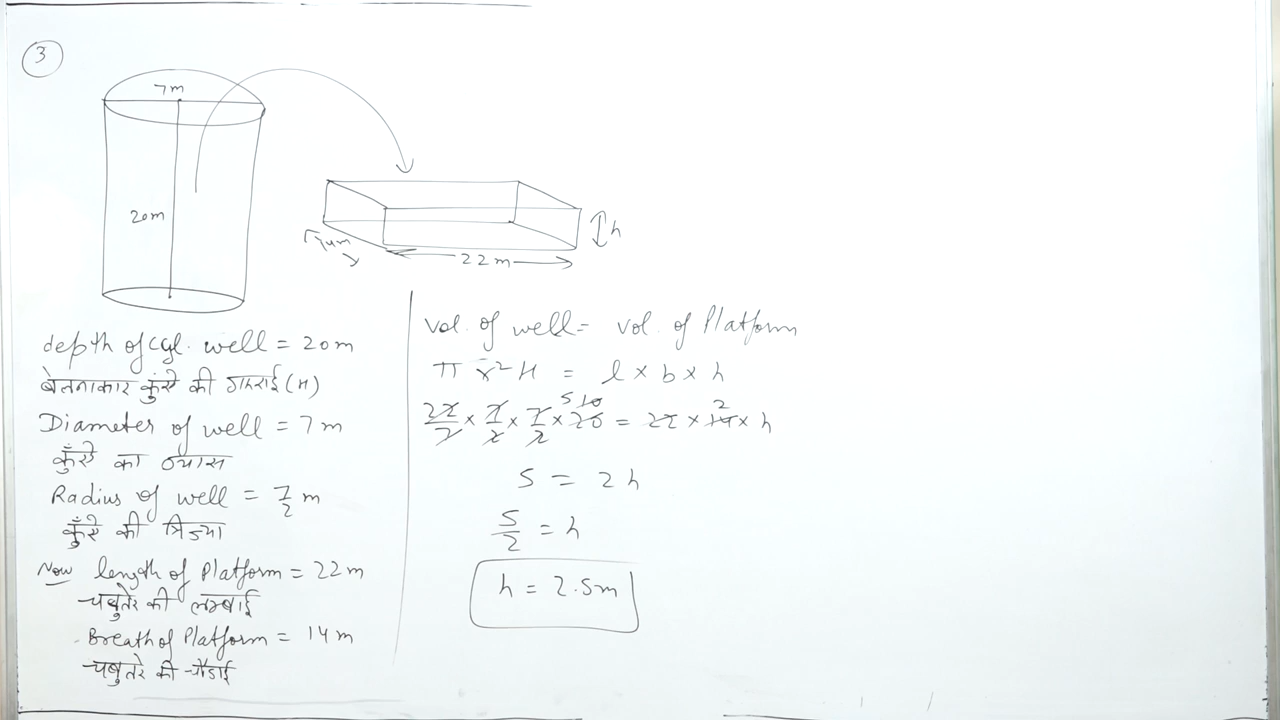 3
7m
20m
14m
22m
h
depth of cyl. well = 20m
बेलनाकार कुंऐ की गहराई (H)
Diameter of well = 7m
कुँऐ का व्यास
Radius of well = 7/2 m
कुँऐ की त्रिज्या
Now length of Platform = 22m
चबुतरे की लम्बाई
Breath of Platform = 14m
चबुतरे की चौडाई
Vol. of well = Vol. of Platform
π r² H = l × b × h
22/7 × 7/2 × 7/2 × 20 = 22 × 14 × h
5 10 2
5 = 2h
5/2 = h
h = 2.5m